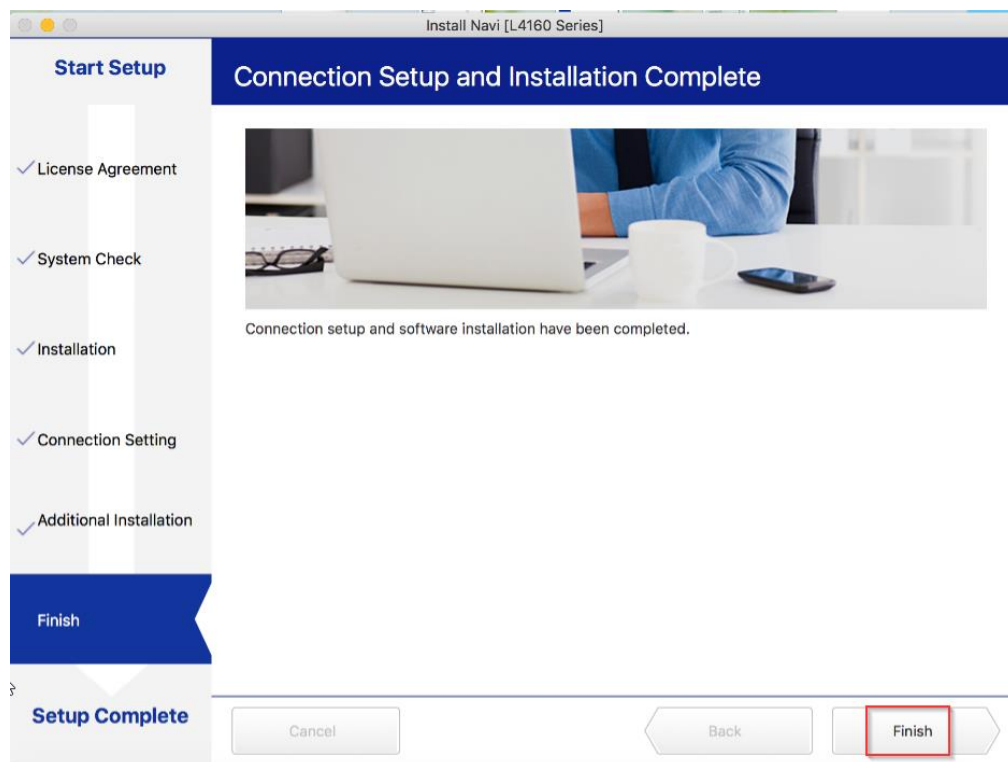 Install Navi [L4160 Series]
Start Setup
Connection Setup and Installation Complete
License Agreement
System Check
Installation
Connection Setting
Additional Installation
Finish
Setup Complete
Connection setup and software installation have been completed.
Cancel
Back
Finish